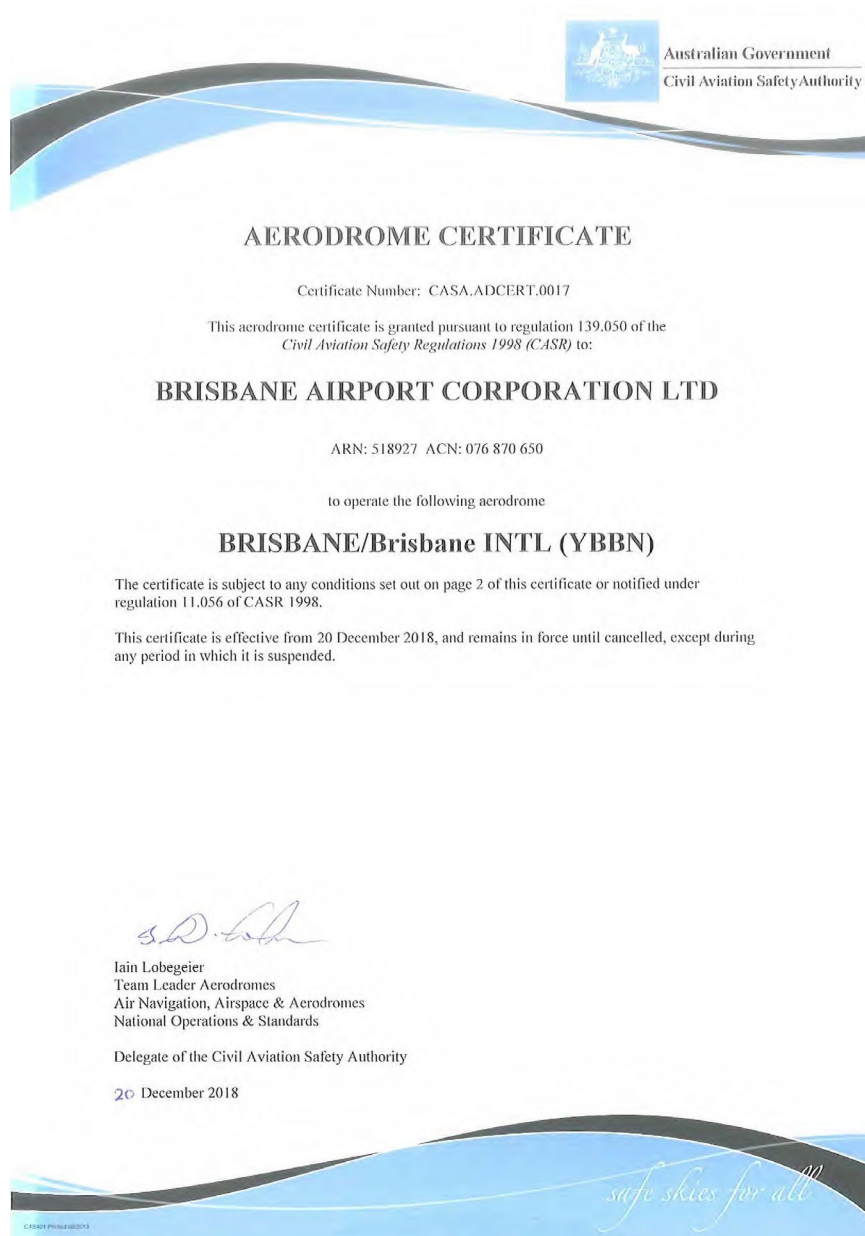 Australian Government
Civil Aviation Safety Authority
AERODROME CERTIFICATE
Certificate Number: CASA.ADCERT.0017
This aerodrome certificate is granted pursuant to regulation 139.050 of the
Civil Aviation Safety Regulations 1998 (CASR) to:
BRISBANE AIRPORT CORPORATION LTD
ARN: 518927 ACN: 076 870 650
to operate the following aerodrome
BRISBANE/Brisbane INTL (YBBN)
The certificate is subject to any conditions set out on page 2 of this certificate or notified under
regulation 11.056 of CASR 1998.
This certificate is effective from 20 December 2018, and remains in force until cancelled, except during
any period in which it is suspended.
Iain Lobegeier
Team Leader Aerodromes
Air Navigation, Airspace & Aerodromes
National Operations & Standards
Delegate of the Civil Aviation Safety Authority
20 December 2018
safe skies for all